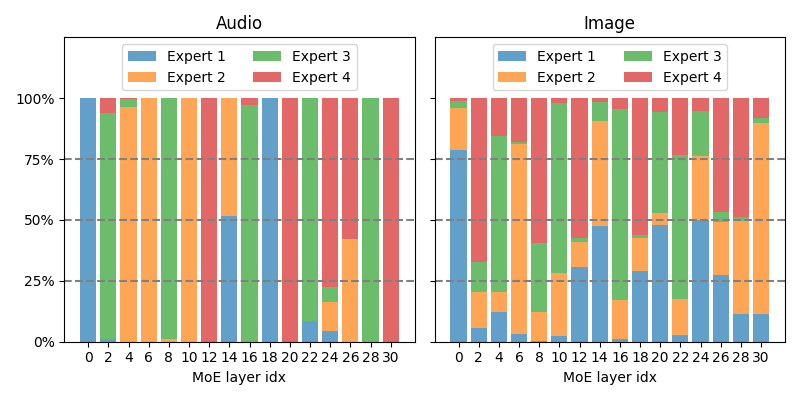 Audio
Expert 1 Expert 3
Expert 2 Expert 4
100%
75%
50%
25%
0%
0 2 4 6 8 10 12 14 16 18 20 22 24 26 28 30
MoE layer idx
Image
Expert 1 Expert 3
Expert 2 Expert 4
0 2 4 6 8 10 12 14 16 18 20 22 24 26 28 30
MoE layer idx